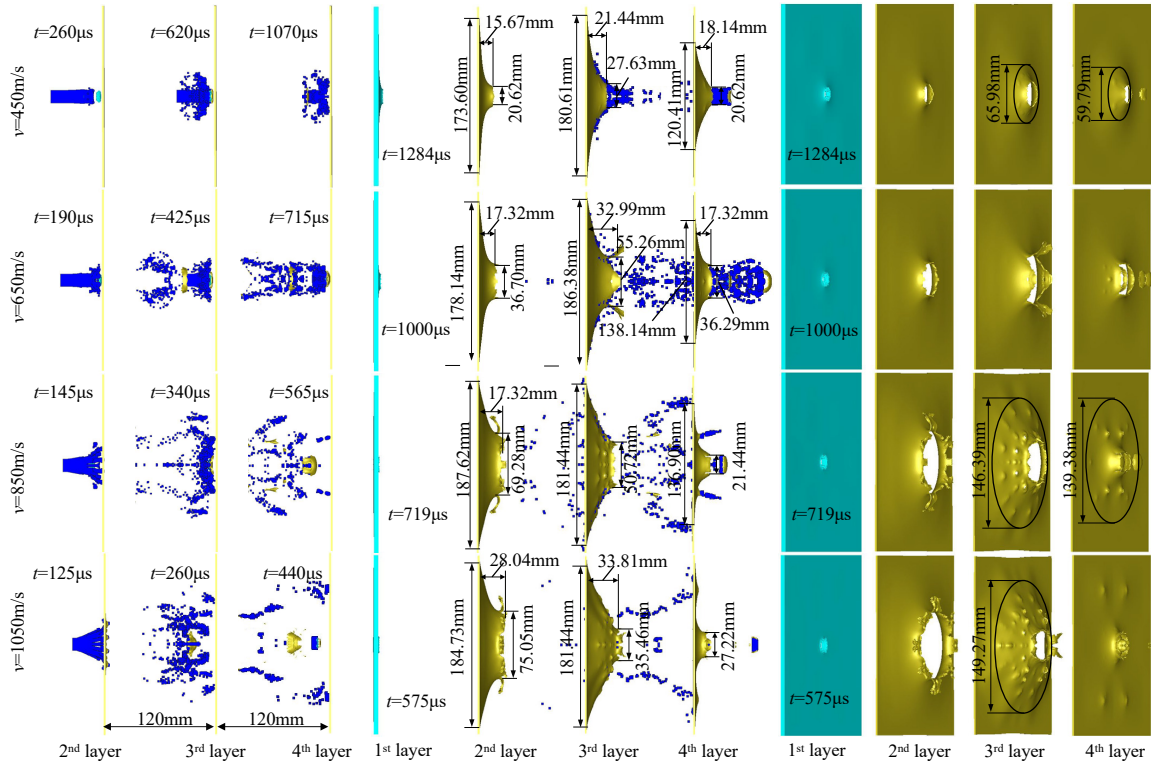 v=450m/s
t=260μs
t=620μs
t=1070μs
t=1284μs
173.60mm
15.67mm
20.62mm
180.61mm
21.44mm
27.63mm
120.41mm
18.14mm
20.62mm
t=1284μs
65.98mm
59.79mm
v=650m/s
t=190μs
t=425μs
t=715μs
t=1000μs
178.14mm
17.32mm
36.70mm
186.38mm
32.99mm
55.26mm
138.14mm
17.32mm
36.29mm
t=1000μs
v=850m/s
t=145μs
t=340μs
t=565μs
t=719μs
187.62mm
17.32mm
69.28mm
181.44mm
50.72mm
136.90mm
21.44mm
t=719μs
146.39mm
139.38mm
v=1050m/s
t=125μs
t=260μs
t=440μs
t=575μs
184.73mm
28.04mm
75.05mm
181.44mm
33.81mm
35.46mm
27.22mm
t=575μs
149.27mm
120mm
120mm
2nd layer
3rd layer
4th layer
1st layer
2nd layer
3rd layer
4th layer
1st layer
2nd layer
3rd layer
4th layer